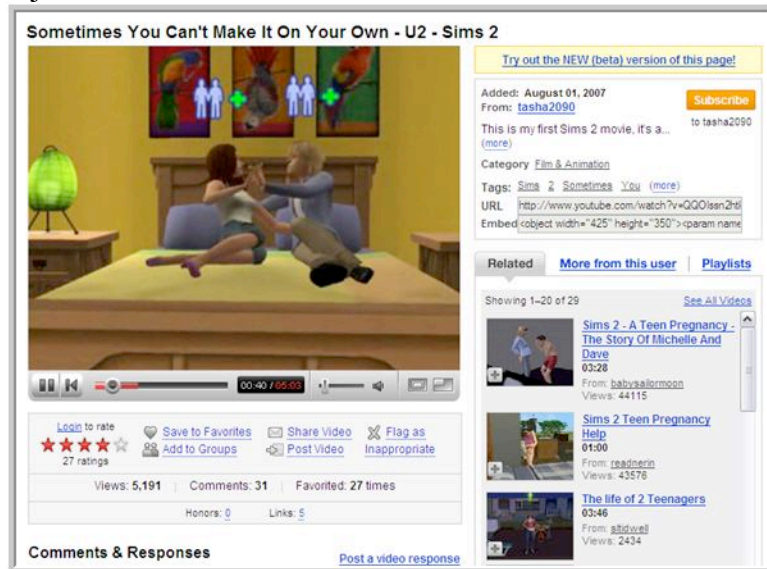 Sometimes You Can't Make It On Your Own - U2 - Sims 2
Try out the NEW (beta) version of this page!
Added: August 01, 2007
From: tasha2090
Subscribe
to tasha2090
This is my first Sims 2 movie, it's a...
(more)
Category Film & Animation
Tags: Sims 2 Sometimes You (more)
URL http://www.youtube.com/watch?v=QQOlssn2htl
Embed <object width="425" height="350"><param name
00:40 / 05:03
Login to rate
27 ratings
Save to Favorites
Add to Groups
Share Video
Post Video
Flag as
Inappropriate
Views: 5,191 | Comments: 31 | Favorited: 27 times
Honors: 0 Links: 5
Comments & Responses
Post a video response
Related More from this user | Playlists
Showing 1-20 of 29 See All Videos
Sims 2 - A Teen Pregnancy -
The Story Of Michelle And
Dave
03:28
From: babysailormoon
Views: 44115
Sims 2 Teen Pregnancy
Help
01:00
From: readnerin
Views: 43576
The life of 2 Teenagers
03:46
From: sltidwell
Views: 2434